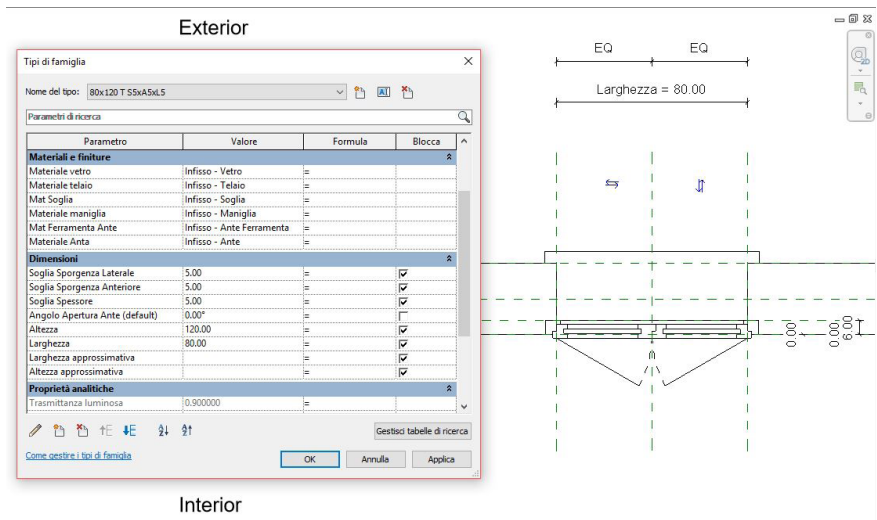 Exterior
Tipi di famiglia
Nome del tipo: 80x120 T S5xA5xL5
Parametri di ricerca
Parametro Valore Formula Blocca
Materiali e finiture
Materiale vetro Infisso - Vetro =
Materiale telaio Infisso - Telaio =
Mat Soglia Infisso - Soglia =
Materiale maniglia Infisso - Maniglia =
Mat Ferramenta Ante Infisso - Ante Ferramenta =
Materiale Anta Infisso - Ante =
Dimensioni
Soglia Sporgenza Laterale 5.00 =
Soglia Sporgenza Anteriore 5.00 =
Soglia Spessore 5.00 =
Angolo Apertura Ante (default) 0.00° =
Altezza 120.00 =
Larghezza 80.00 =
Larghezza approssimativa =
Altezza approssimativa =
Proprietà analitiche
Trasmittanza luminosa 0.900000 =
Gestisci tabelle di ricerca
Come gestire i tipi di famiglia
OK Annulla Applica
Interior
EQ EQ
Larghezza = 80.00
0.00
0.00
6.00
2D